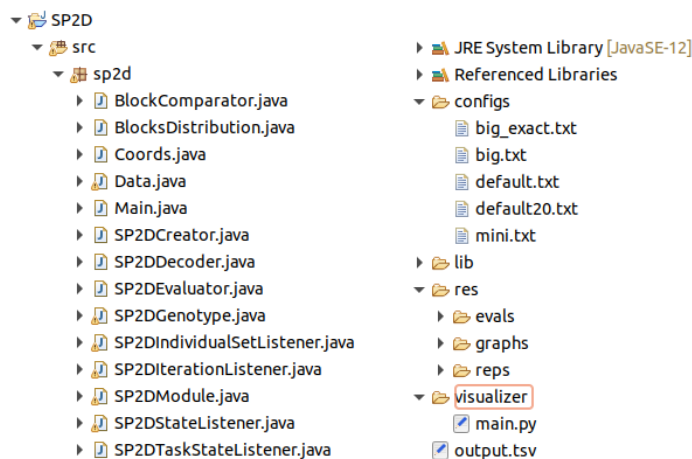 SP2D
src
sp2d
BlockComparator.java
BlocksDistribution.java
Coords.java
Data.java
Main.java
SP2DCreator.java
SP2DDecoder.java
SP2DEvaluator.java
SP2DGenotype.java
SP2DIndividualSetListener.java
SP2DIterationListener.java
SP2DModule.java
SP2DStateListener.java
SP2DTaskStateListener.java
JRE System Library [JavaSE-12]
Referenced Libraries
configs
big_exact.txt
big.txt
default.txt
default20.txt
mini.txt
lib
res
evals
graphs
reps
visualizer
main.py
output.tsv